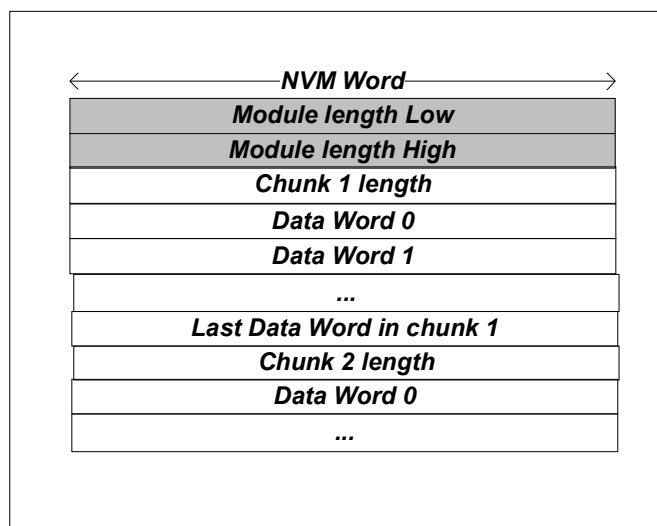 NVM Word
Module length Low
Module length High
Chunk 1 length
Data Word 0
Data Word 1
...
Last Data Word in chunk 1
Chunk 2 length
Data Word 0
...